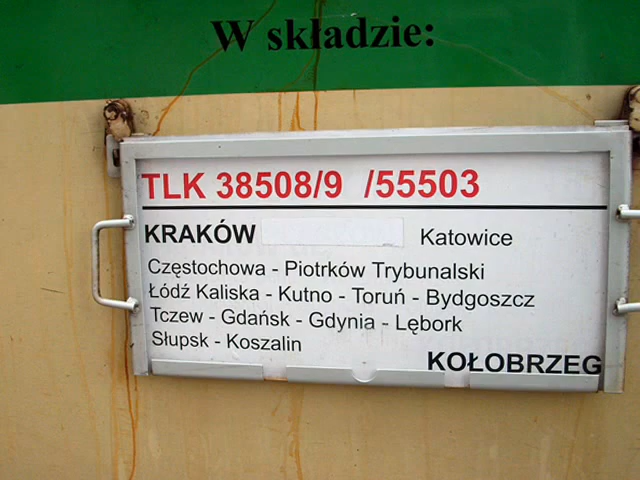 W składzie:
TLK 38508/9 /55503
KRAKÓW Katowice
Częstochowa - Piotrków Trybunalski
Łódź Kaliska - Kutno - Toruń - Bydgoszcz
Tczew - Gdańsk - Gdynia - Lębork
Słupsk - Koszalin
KOŁOBRZEG